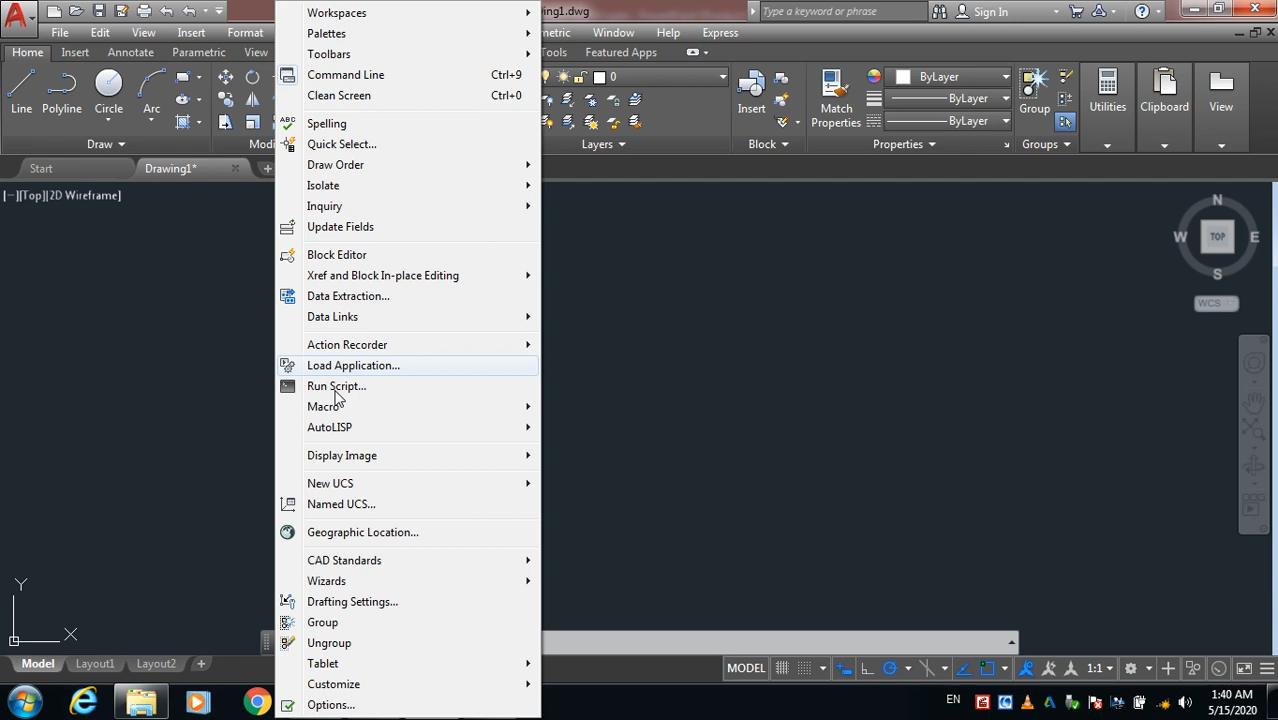 ing1.dwg
Type a keyword or phrase
Sign In
File Edit View Insert Format
etric Window Help Express
Home Insert Annotate Parametric View
Tools Featured Apps
Line Polyline Circle Arc
0
Insert
Match Properties
ByLayer
ByLayer
ByLayer
Group
Utilities
Clipboard
View
Draw
Modi
Layers
Block
Properties
Groups
Start
Drawing1*
[−][Top][2D Wireframe]
Workspaces
Palettes
Toolbars
Command Line Ctrl+9
Clean Screen Ctrl+0
ABC
Spelling
Quick Select...
Draw Order
Isolate
Inquiry
Update Fields
Block Editor
Xref and Block In-place Editing
Data Extraction...
Data Links
Action Recorder
Load Application...
Run Script...
Macro
AutoLISP
Display Image
New UCS
Named UCS...
Geographic Location...
CAD Standards
Wizards
Drafting Settings...
Group
Ungroup
Tablet
Customize
Options...
N
W TOP E
S
WCS
Y
X
Model Layout1 Layout2
MODEL
1:1
EN
1:40 AM
5/15/2020